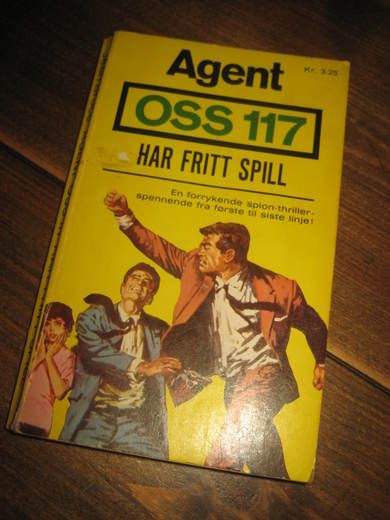 Agent
Kr. 3.25
OSS 117
HAR FRITT SPILL
En forrykende spion-thriller,
spennende fra første til siste linje!